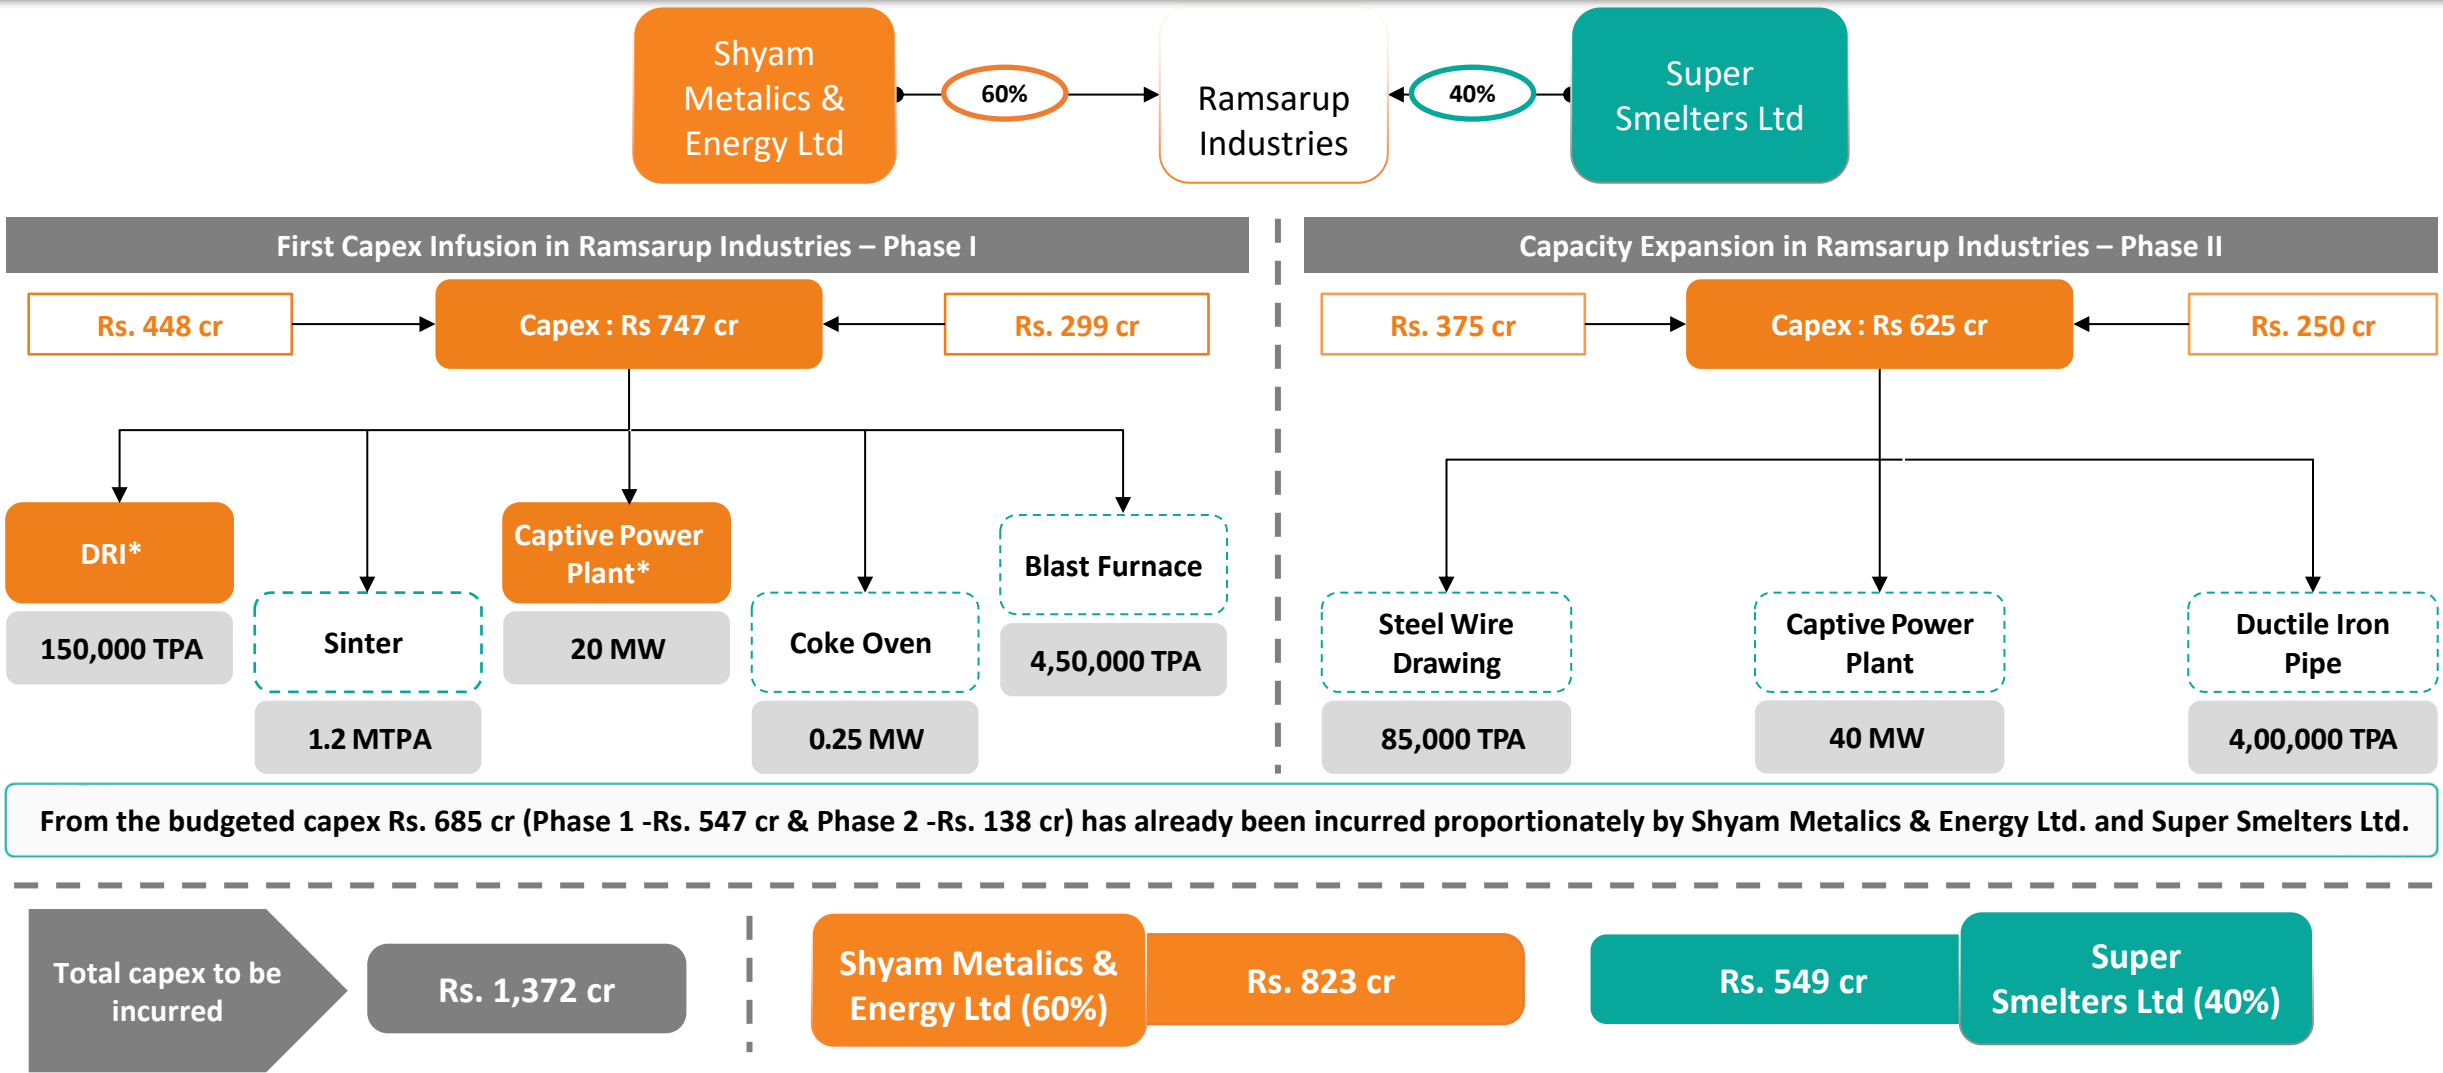 Shyam
Metalics &
Energy Ltd
60%
Ramsarup
Industries
40%
Super
Smelters Ltd
First Capex Infusion in Ramsarup Industries – Phase I
Rs. 448 cr
Capex : Rs 747 cr
Rs. 299 cr
DRI*
150,000 TPA
Sinter
1.2 MTPA
Captive Power
Plant*
20 MW
Coke Oven
0.25 MW
Blast Furnace
4,50,000 TPA
Capacity Expansion in Ramsarup Industries – Phase II
Rs. 375 cr
Capex : Rs 625 cr
Rs. 250 cr
Steel Wire
Drawing
85,000 TPA
Captive Power
Plant
40 MW
Ductile Iron
Pipe
4,00,000 TPA
From the budgeted capex Rs. 685 cr (Phase 1 -Rs. 547 cr & Phase 2 -Rs. 138 cr) has already been incurred proportionately by Shyam Metalics & Energy Ltd. and Super Smelters Ltd.
Total capex to be
incurred
Rs. 1,372 cr
Shyam Metalics &
Energy Ltd (60%)
Rs. 823 cr
Rs. 549 cr
Super
Smelters Ltd (40%)